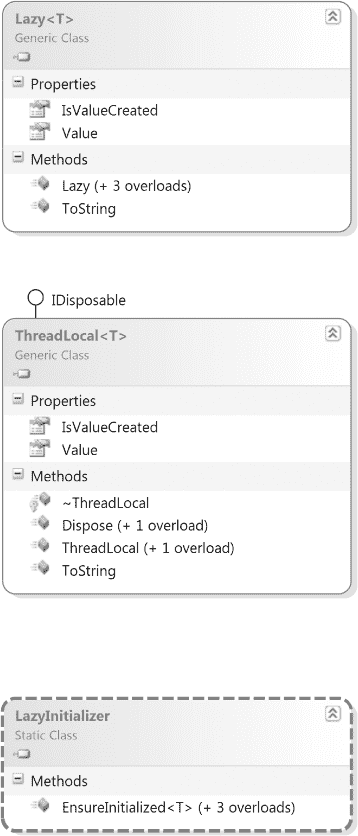 Lazy<T>
Generic Class
Properties
IsValueCreated
Value
Methods
Lazy (+ 3 overloads)
ToString
IDisposable
ThreadLocal<T>
Generic Class
Properties
IsValueCreated
Value
Methods
~ThreadLocal
Dispose (+ 1 overload)
ThreadLocal (+ 1 overload)
ToString
LazyInitializer
Static Class
Methods
EnsureInitialized<T> (+ 3 overloads)